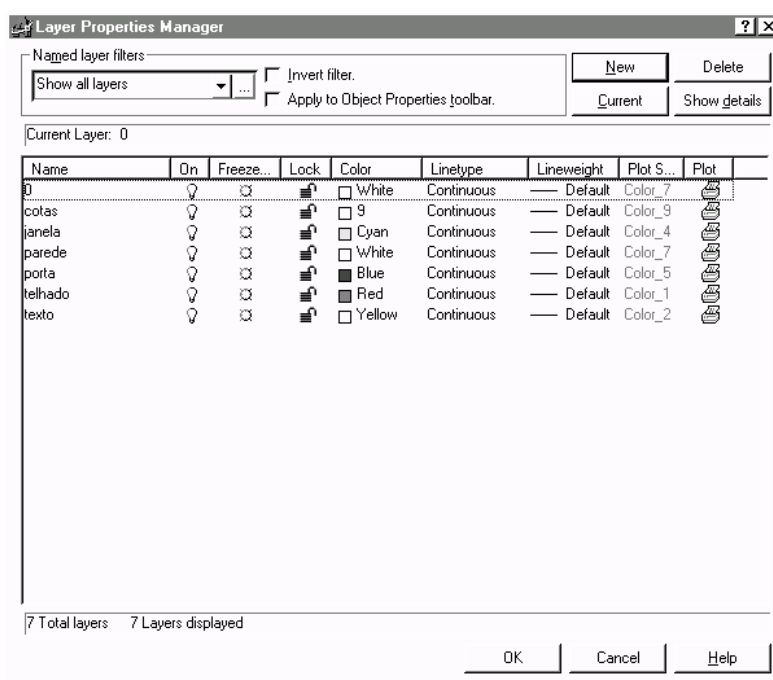 Layer Properties Manager
Named layer filters
Show all layers
...
Invert filter.
Apply to Object Properties toolbar.
New
Delete
Current
Show details
Current Layer: 0
Name On Freeze... Lock Color Linetype Lineweight Plot S... Plot
0 White Continuous Default Color_7
cotas 9 Continuous Default Color_9
janela Cyan Continuous Default Color_4
parede White Continuous Default Color_7
porta Blue Continuous Default Color_5
telhado Red Continuous Default Color_1
texto Yellow Continuous Default Color_2
7 Total layers 7 Layers displayed
OK Cancel Help